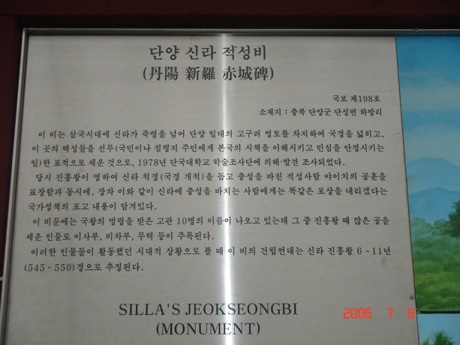 단양 신라 적성비
(丹陽 新羅 赤城碑)
국보 제198호
소재지 : 충북 단양군 단성면 하방리
이 비는 삼국시대에 신라가 죽령을 넘어 단양 일대의 고구려 영토를 차지하여 국경을 넓히고,
이 곳의 백성들을 선무(국민이나 점령지 주민에게 본국의 시책을 이해시키고 민심을 안정시키는
일)한 표적으로 세운 것으로, 1978년 단국대학교 학술조사단에 의해 발견 조사되었다.
당시 진흥왕이 명하여 신라 척경(국경 개척)을 돕고 충성을 바친 적성사람 야이차의 공훈을
표창함과 동시에, 장차 이와 같이 신라에 충성을 바치는 사람에게는 똑같은 포상을 내리겠다는
국가정책의 포고 내용이 담겨있다.
이 비문에는 국왕의 명령을 받은 고관 10명의 이름이 나오고 있는데 그 중 진흥왕 때 많은 공을
세운 인물로 이사부, 비차부, 무력 등이 주목된다.
이러한 인물들이 활동했던 시대적 상황으로 볼 때 이 비의 건립연대는 신라 진흥왕 6~11년
(545~550)경으로 추정된다.
SILLA'S JEOKSEONGBI
(MONUMENT)
2006 7 8